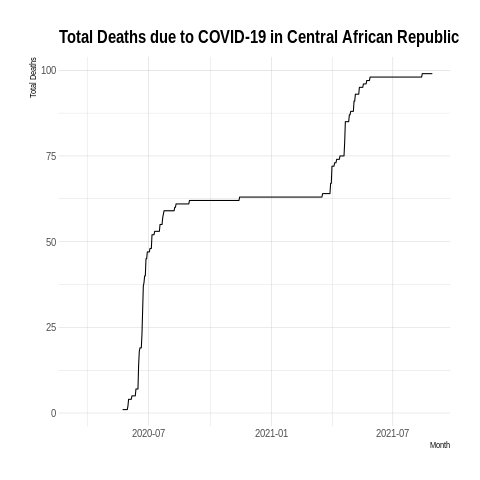 Total Deaths due to COVID-19 in Central African Republic
Total Deaths
100
75
50
25
0
2020-07
2021-01
2021-07
Month